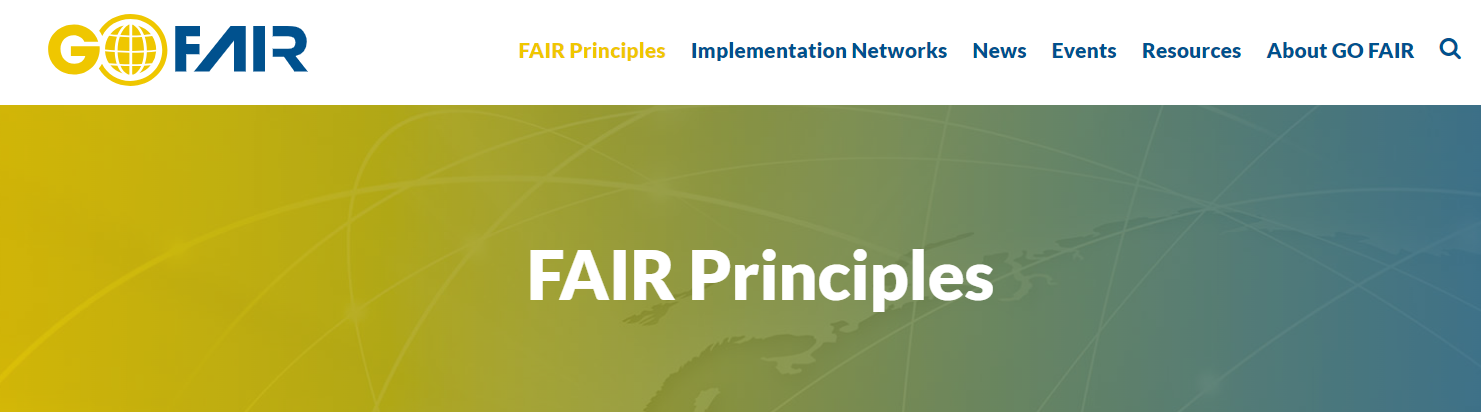 GO FAIR
FAIR Principles Implementation Networks News Events Resources About GO FAIR
FAIR Principles